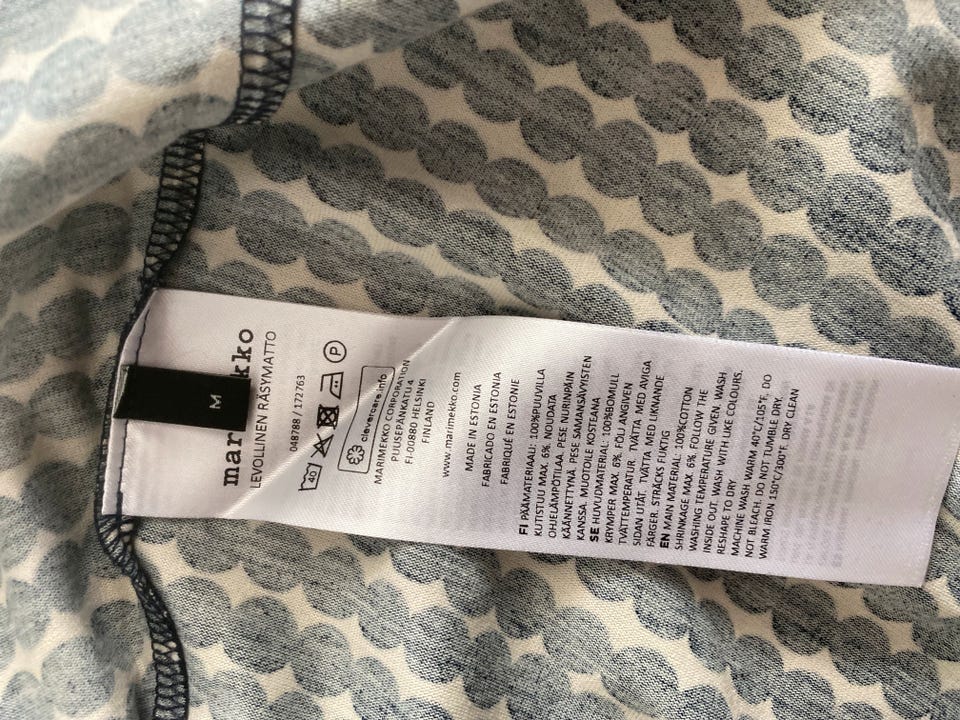 M
mar kko
LEVOLLINEN RÄSYMATTO
048788 / 172763
40 P
clevercare.info
MARIMEKKO CORPORATION
PUUSEPÄNKATU 4
FI-00880 HELSINKI
FINLAND
www.marimekko.com
MADE IN ESTONIA
FABRICADO EN ESTONIA
FABRIQUÉ EN ESTONIE
FI PÄÄMATERIAALI: 100%PUUVILLA
KUTISTUU MAX. 6%. NOUDATA
OHJELÄMPÖTILAA. PESE NURINPÄIN
KÄÄNNETTYNÄ. PESE SAMANSÄVYISTEN
KANSSA. MUOTOILE KOSTEANA
SE HUVUDMATERIAL: 100%BOMULL
KRYMPER MAX. 6%. FÖLJ ANGIVEN
TVÄTTEMPERATUR. TVÄTTA MED AVIGA
SIDAN UTÅT. TVÄTTA MED LIKNANDE
FÄRGER. STRÄCKS FUKTIG
EN MAIN MATERIAL: 100%COTTON
SHRINKAGE MAX. 6%. FOLLOW THE
WASHING TEMPERATURE GIVEN. WASH
INSIDE OUT. WASH WITH LIKE COLOURS.
RESHAPE TO DRY
MACHINE WASH WARM 40°C/105°F. DO
NOT BLEACH. DO NOT TUMBLE DRY.
WARM IRON 150°C/30°F. DRY CLEAN